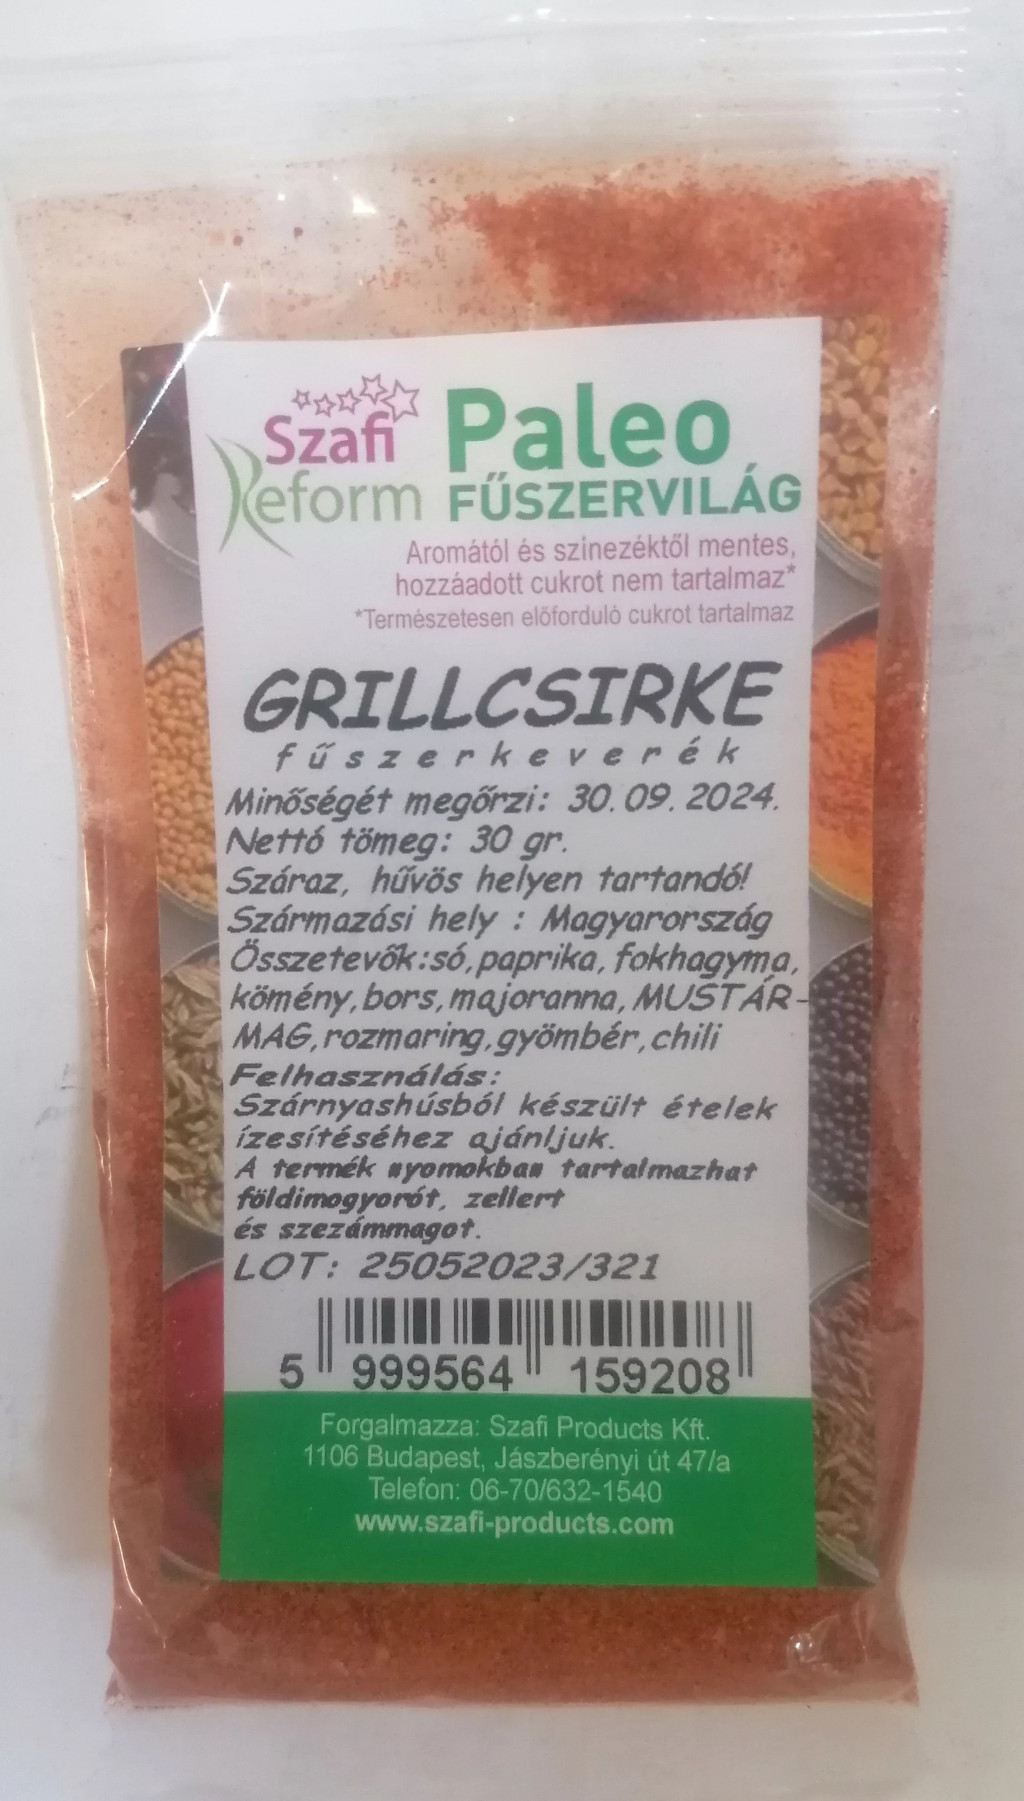 Szafi
Reform
Paleo
FŰSZERVILÁG
Aromától és szinezéktől mentes,
hozzáadott cukrot nem tartalmaz*
*Természetesen előforduló cukrot tartalmaz
GRILLCSIRKE
fűszerkeverék
Minőségét megőrzi: 30.09.2024.
Nettó tömeg: 30 gr.
Száraz, hűvös helyen tartandó!
Származási hely : Magyarország
Összetevők:só,paprika, fokhagyma,
kömény,bors,majoranna, MUSTÁR-
MAG,rozmaring,gyömbér,chili
Felhasználás:
Szárnyashúsból készült ételek
ízesítéséhez ajánljuk.
A termék nyomokban tartalmazhat
földimogyorót, zellert
és szezámmagot.
LOT: 25052023/321
5 999564 159208
Forgalmazza: Szafi Products Kft.
1106 Budapest, Jászberényi út 47/a
Telefon: 06-70/632-1540
www.szafi-products.com